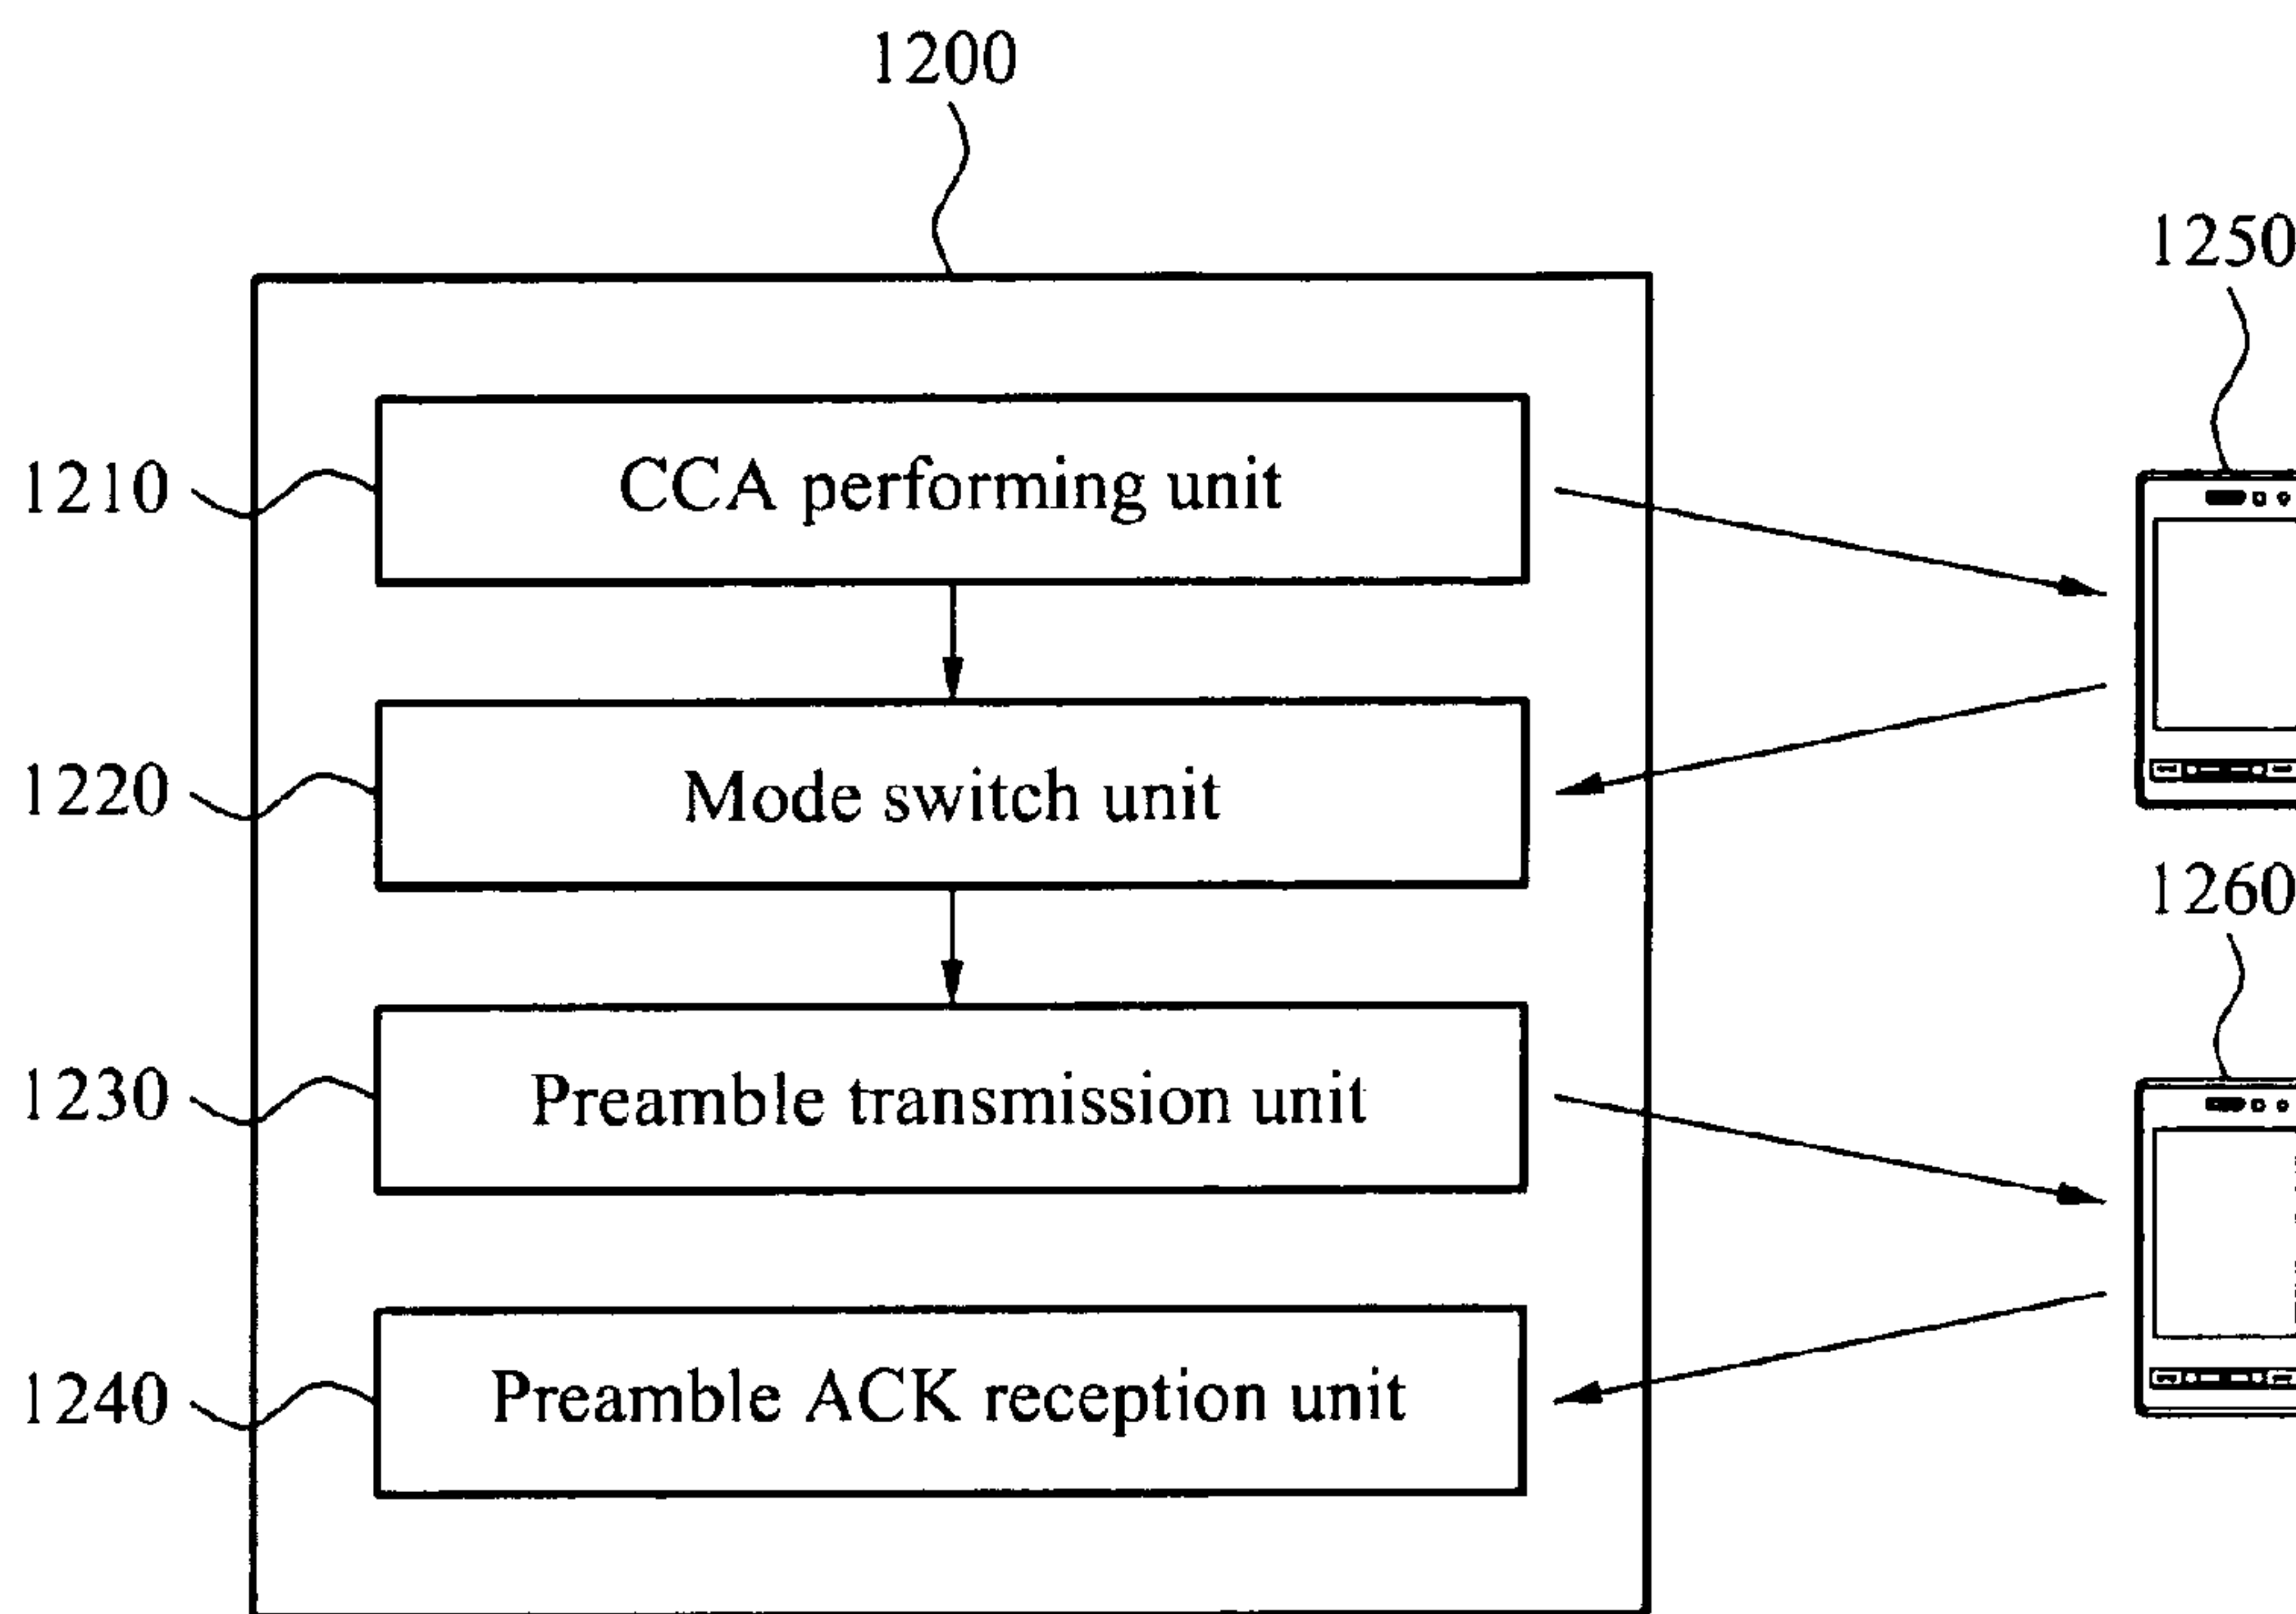 1200
1250
1210
CCA performing unit
1220
Mode switch unit
1260
1230
Preamble transmission unit
1240
Preamble ACK reception unit